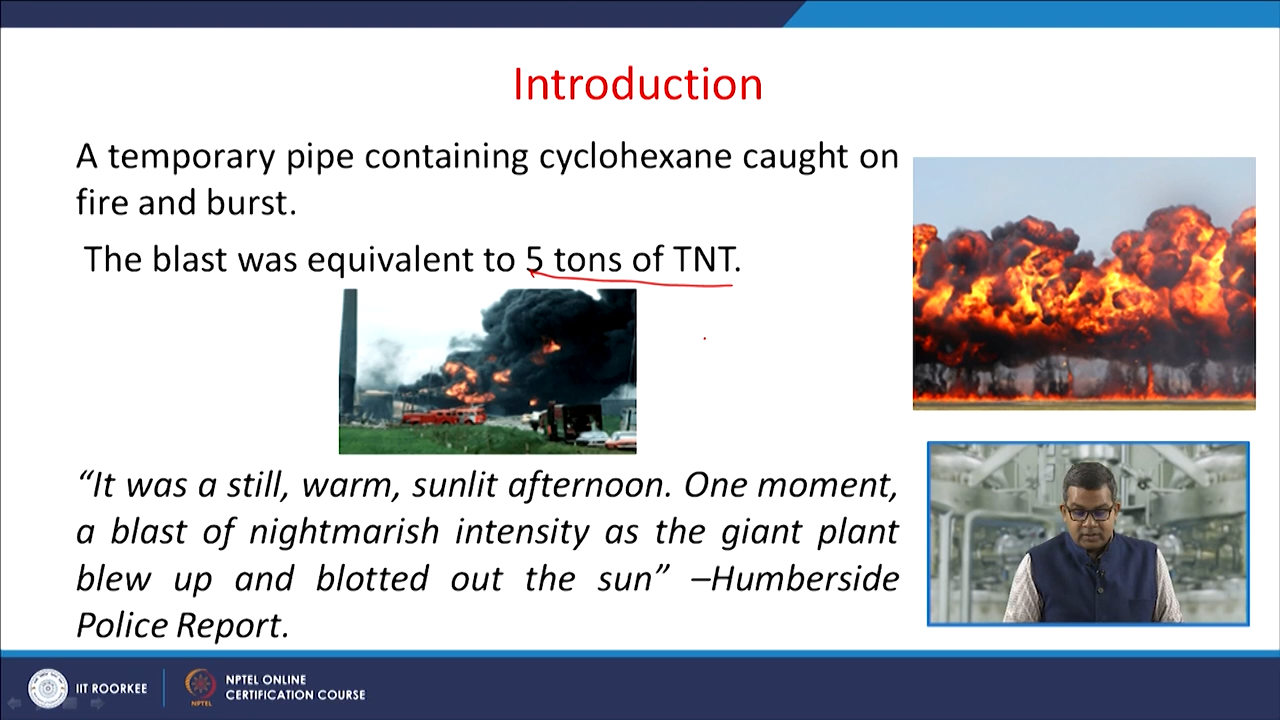 Introduction
A temporary pipe containing cyclohexane caught on
fire and burst.
The blast was equivalent to 5 tons of TNT.
“It was a still, warm, sunlit afternoon. One moment,
a blast of nightmarish intensity as the giant plant
blew up and blotted out the sun” –Humberside
Police Report.
IIT ROORKEE
NPTEL
NPTEL ONLINE
CERTIFICATION COURSE